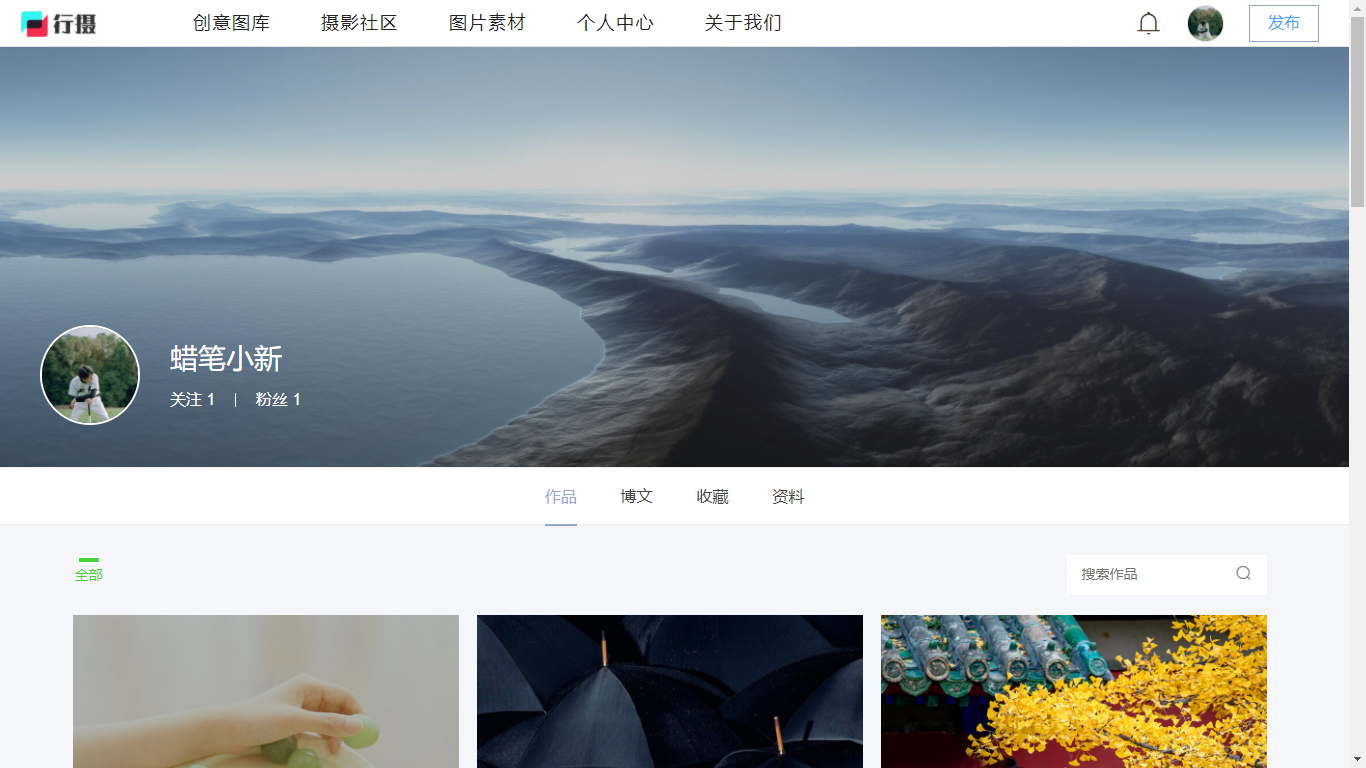 行摄
创意图库 摄影社区 图片素材 个人中心 关于我们 发布
蜡笔小新
关注 1 | 粉丝 1
作品 博文 收藏 资料
全部
搜索作品